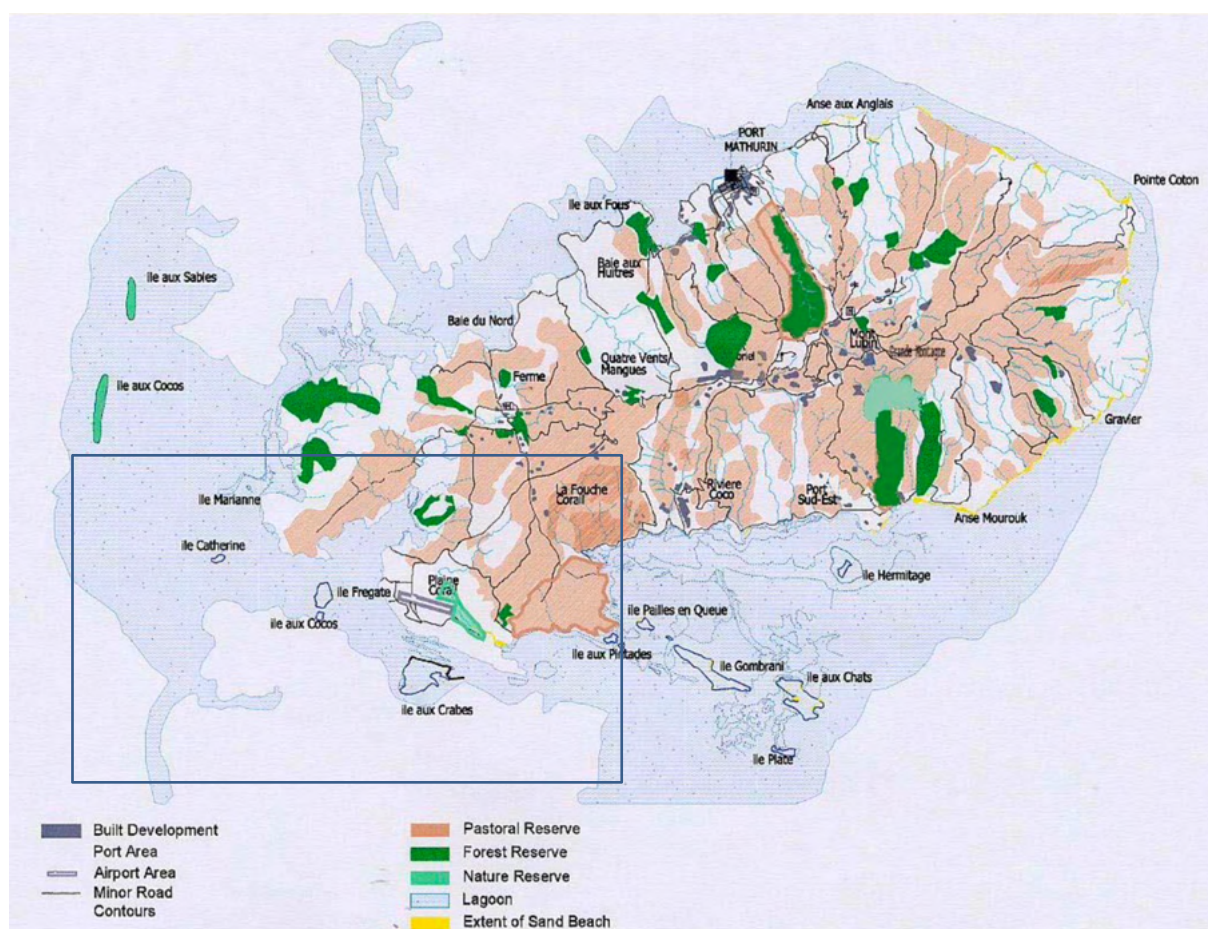 Anse aux Anglais
PORT
MATHURIN
Pointe Coton
ile aux Fous
Baie aux
Huitres
ile aux Sables
Baie du Nord
Mont
Lubin
Grande Montagne
Quatre Vents/
Mangues
Ferme
ile aux Cocos
Gravier
La Fouche
Corail
Riviere
Coco
Port
Sud-Est
ile Marianne
Anse Mourouk
ile Catherine
ile Hermitage
Plaine
Corail
ile Fregate
ile Pailles en Queue
ile aux Cocos
ile aux Pintades
ile Gombrani
ile aux Chats
ile aux Crabes
ile Plate
Built Development
Port Area
Airport Area
Minor Road
Contours
Pastoral Reserve
Forest Reserve
Nature Reserve
Lagoon
Extent of Sand Beach